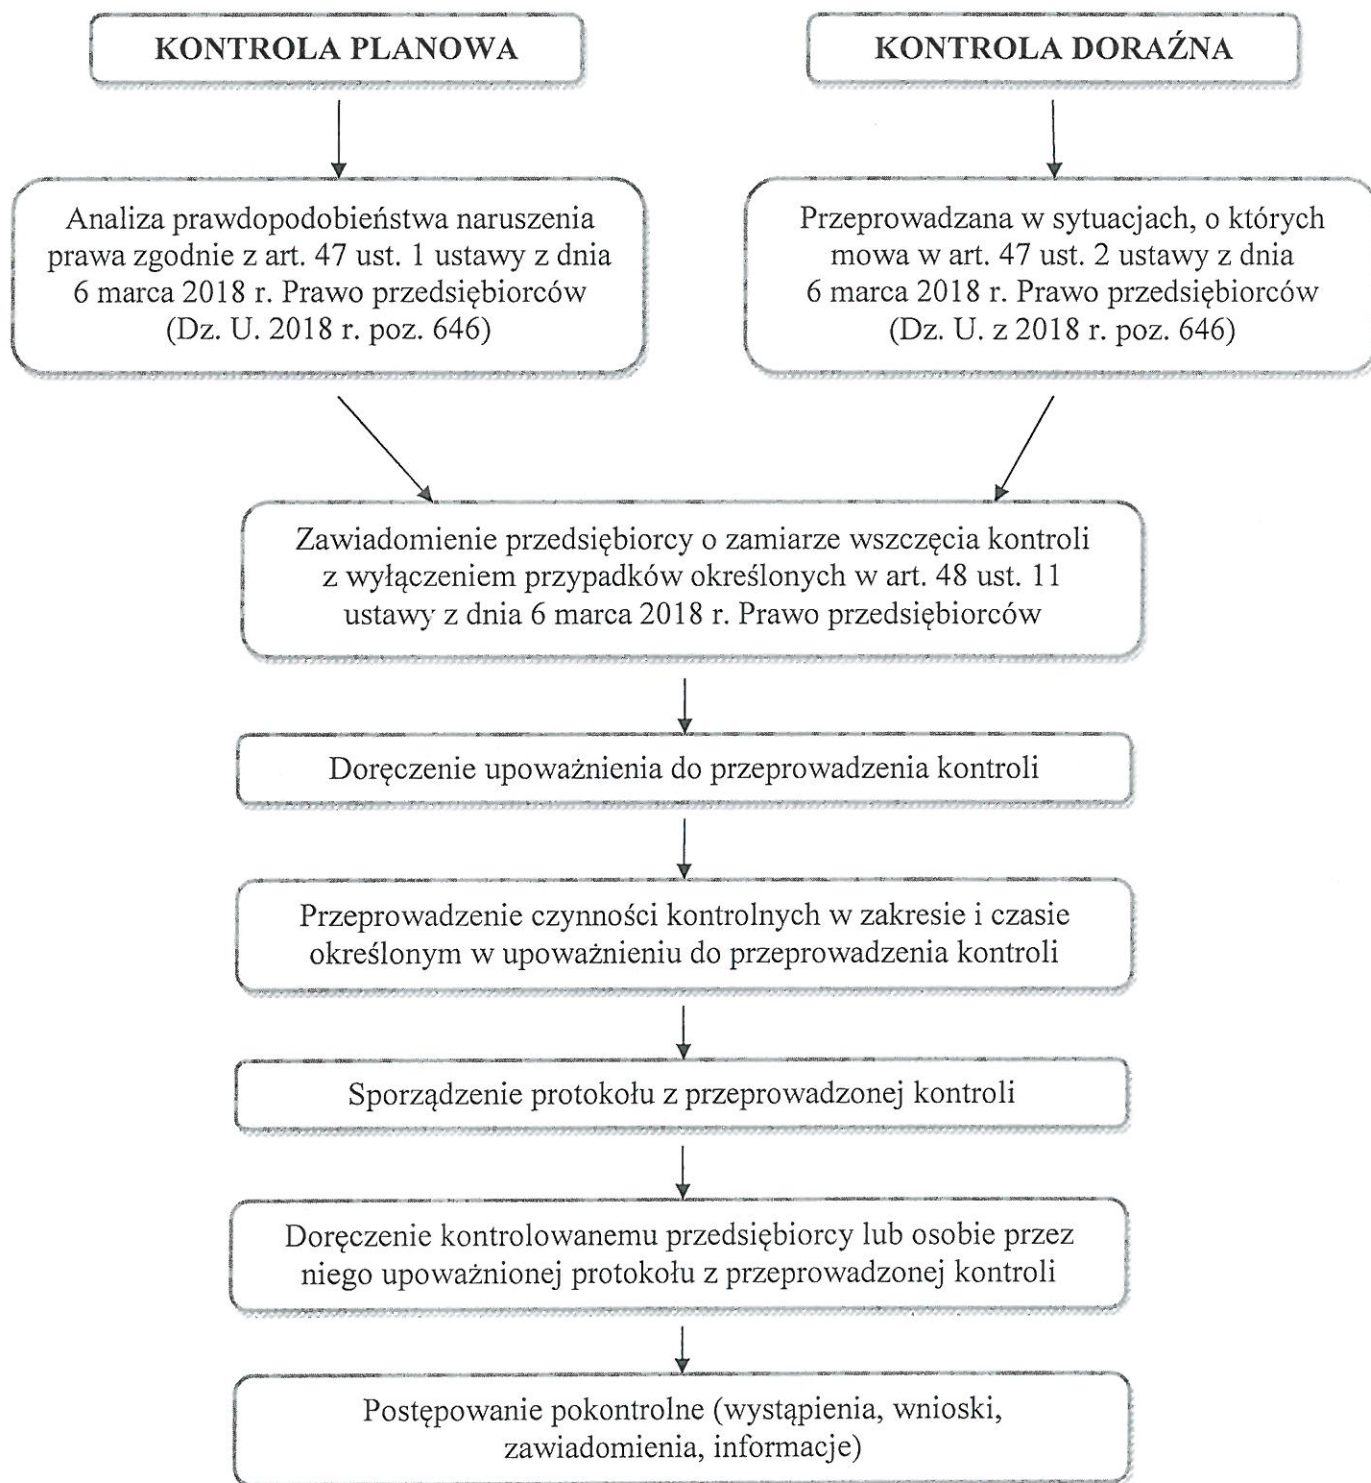 KONTROLA PLANOWA
KONTROLA DORAŹNA
Analiza prawdopodobieństwa naruszenia
prawa zgodnie z art. 47 ust. 1 ustawy z dnia
6 marca 2018 r. Prawo przedsiębiorców
(Dz. U. 2018 r. poz. 646)
Przeprowadzana w sytuacjach, o których
mowa w art. 47 ust. 2 ustawy z dnia
6 marca 2018 r. Prawo przedsiębiorców
(Dz. U. z 2018 r. poz. 646)
Zawiadomienie przedsiębiorcy o zamiarze wszczęcia kontroli
z wyłączeniem przypadków określonych w art. 48 ust. 11
ustawy z dnia 6 marca 2018 r. Prawo przedsiębiorców
Doręczenie upoważnienia do przeprowadzenia kontroli
Przeprowadzenie czynności kontrolnych w zakresie i czasie
określonym w upoważnieniu do przeprowadzenia kontroli
Sporządzenie protokołu z przeprowadzonej kontroli
Doręczenie kontrolowanemu przedsiębiorcy lub osobie przez
niego upoważnionej protokołu z przeprowadzonej kontroli
Postępowanie pokontrolne (wystąpienia, wnioski,
zawiadomienia, informacje)